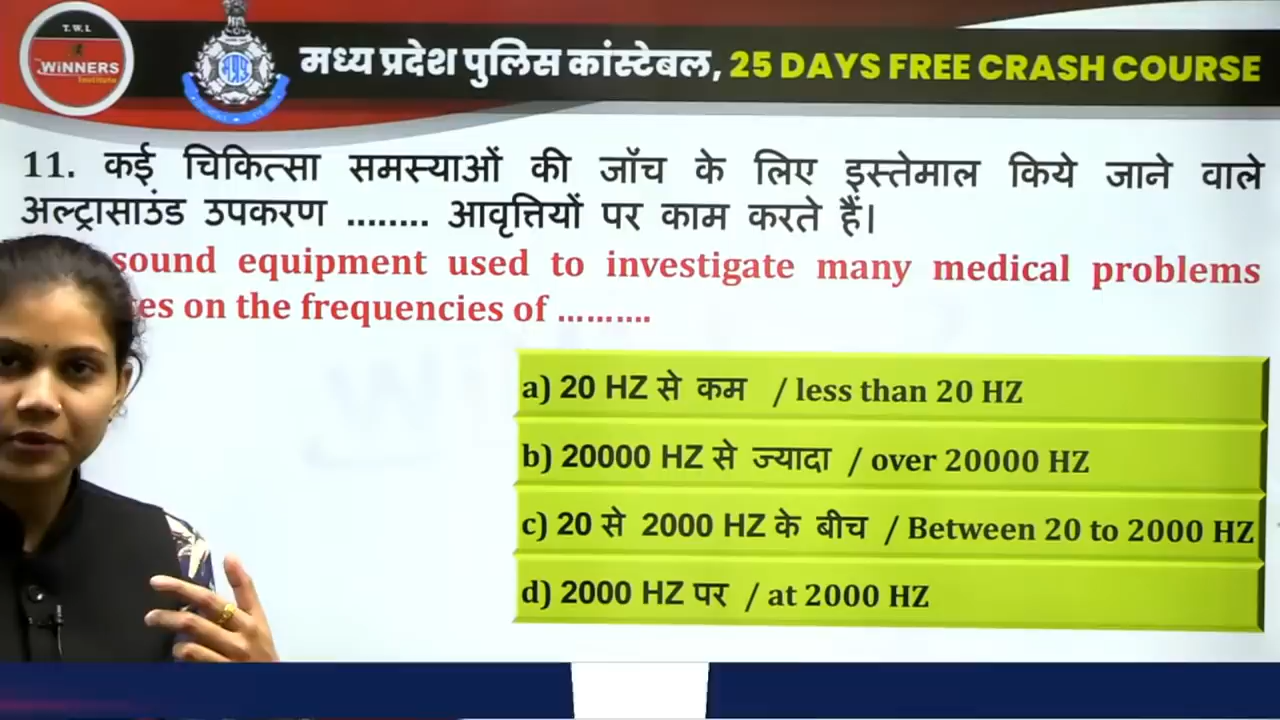 T. W. I.
WiNNERS
Institute
मध्य प्रदेश पुलिस कांस्टेबल, 25 DAYS FREE CRASH COURSE
11. कई चिकित्सा समस्याओं की जॉच के लिए इस्तेमाल किये जाने वाले
अल्ट्रासाउंड उपकरण ........ आवृत्तियों पर काम करते हैं।
sound equipment used to investigate many medical problems
es on the frequencies of ..........
a) 20 HZ से कम / less than 20 HZ
b) 20000 HZ से ज्यादा / over 20000 HZ
c) 20 से 2000 HZ के बीच / Between 20 to 2000 HZ
d) 2000 HZ पर / at 2000 HZ